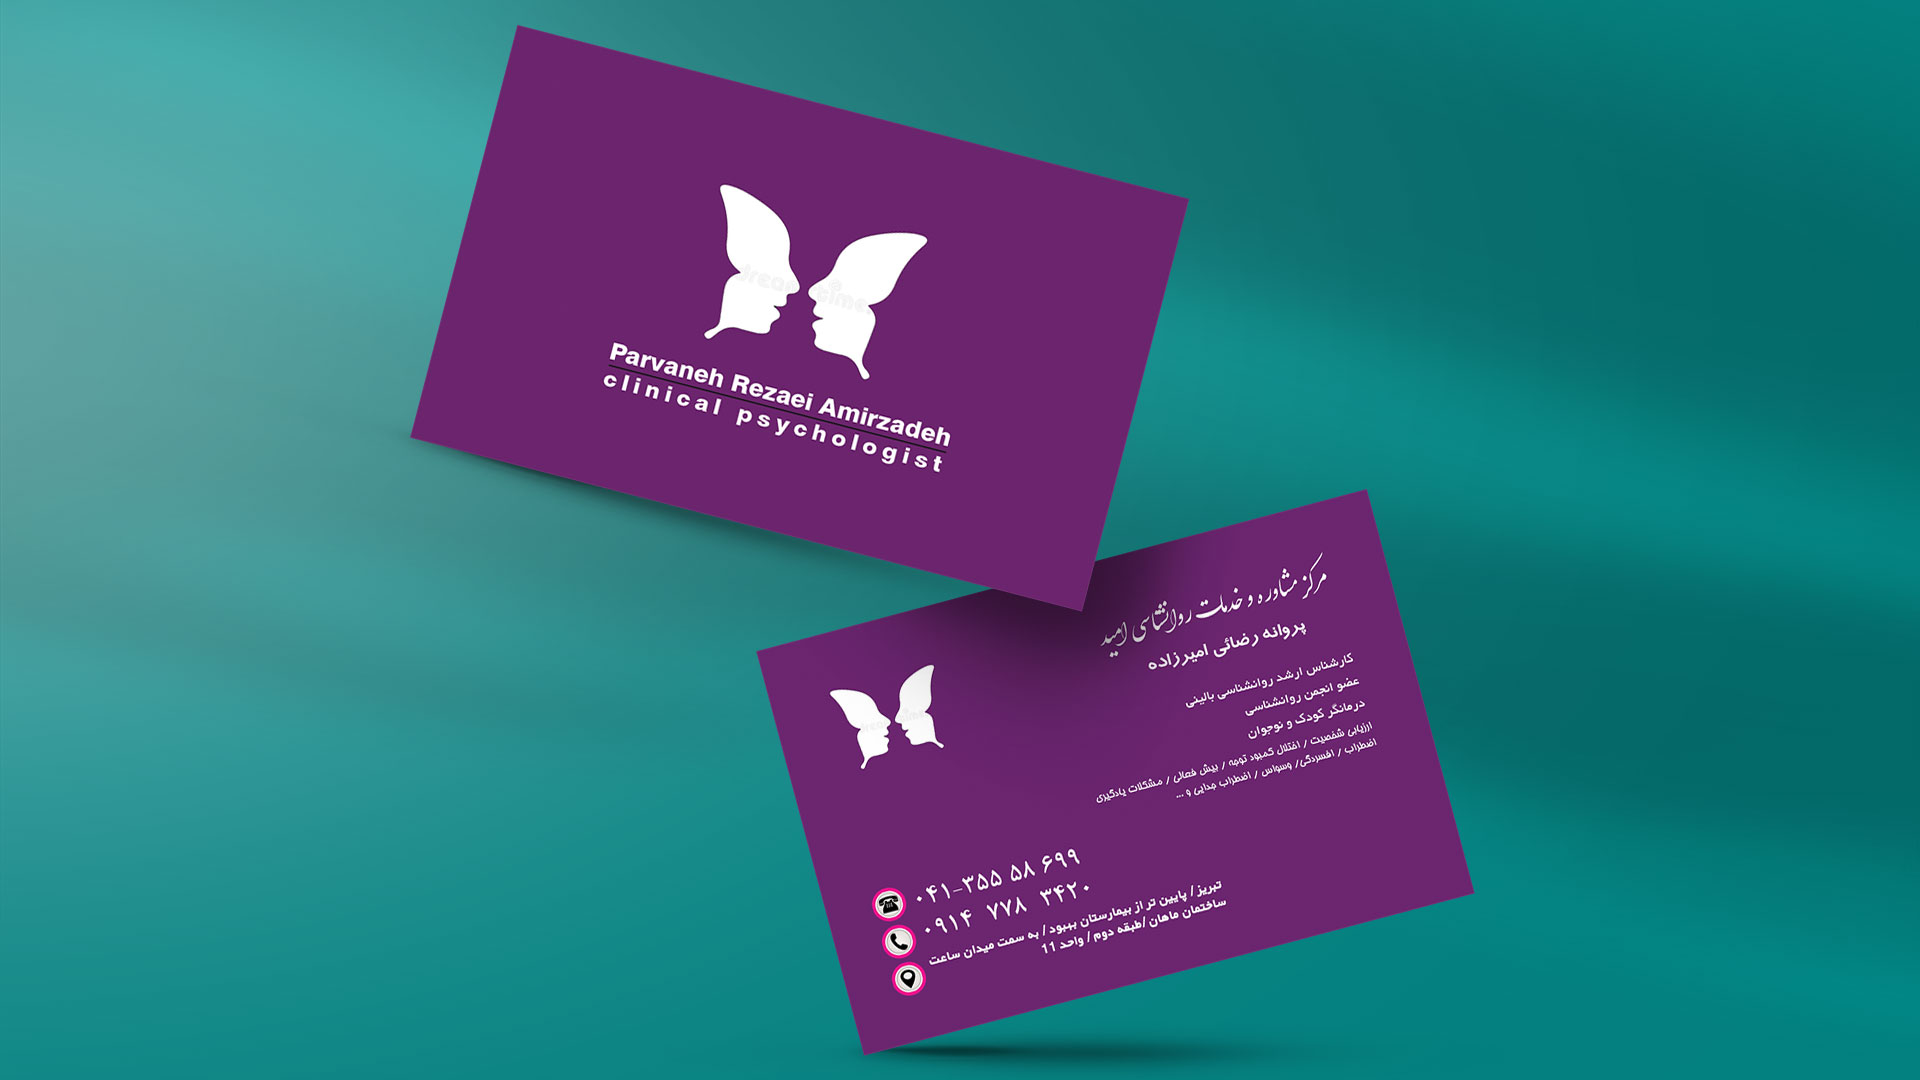 Parvaneh Rezaei Amirzadeh
clinical psychologist
مرکز مشاوره و خدمات روانشناسی امید
پروانه رضائی امیرزاده
کارشناس ارشد روانشناسی بالینی
عضو انجمن روانشناسی
درمانگر کودک و نوجوان
ارزیابی شخصیت / اختلال کمبود توجه / بیش فعالی / مشکلات یادگیری
اضطراب / افسردگی/ وسواس / اضطراب جدایی و ...
۰۴۱-۳۵۵ ۵۸ ۶۹۹
۰۹۱۴ ۷۷۸ ۳۴۲۰
تبریز / پایین تر از بیمارستان بهبود / به سمت میدان ساعت
ساختمان ماهان /طبقه دوم / واحد 11